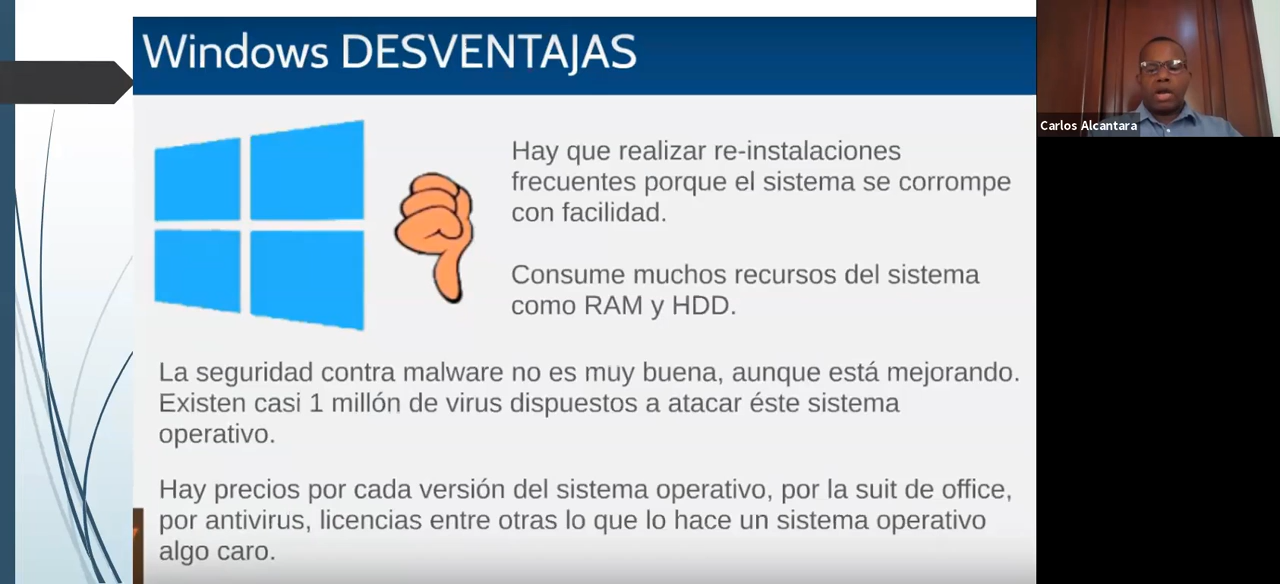 Windows DESVENTAJAS
Hay que realizar re-instalaciones
frecuentes porque el sistema se corrompe
con facilidad.
Consume muchos recursos del sistema
como RAM y HDD.
La seguridad contra malware no es muy buena, aunque está mejorando.
Existen casi 1 millón de virus dispuestos a atacar éste sistema
operativo.
Hay precios por cada versión del sistema operativo, por la suit de office,
por antivirus, licencias entre otras lo que lo hace un sistema operativo
algo caro.
Carlos Alcantara